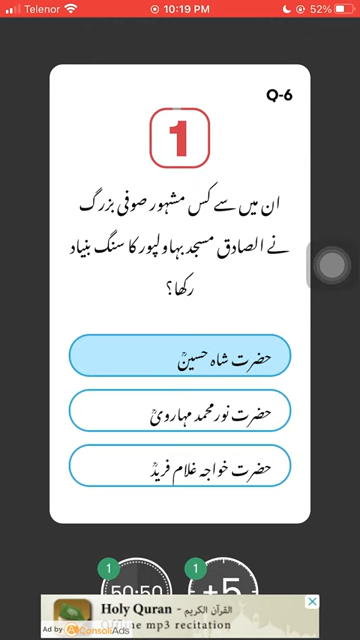 Telenor
10:19 PM
52%
Q-6
1
ان میں سے کس مشہور صوفی بزرگ
نے الصادق مسجد بہاولپور کا سنگ بنیاد
رکھا؟
حضرت شاہ حسینؒ
حضرت نور محمد مہارویؒ
حضرت خواجہ غلام فریدؒ
1
50:50
1
+5
Holy Quran - القرآن الكريم
Offline mp3 recitation
Ad by ConsoliAds